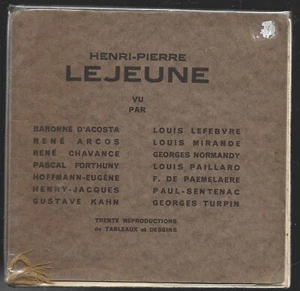 HENRI-PIERRE
LEJEUNE
VU
PAR
BARONNE D'ACOSTA
RENÉ ARCOS
RENÉ CHAVANCE
PASCAL FORTHUNY
HOFFMANN-EUGÈNE
HENRY-JACQUES
GUSTAVE KAHN
LOUIS LEFEBVRE
LOUIS MIRANDE
GEORGES NORMANDY
LOUIS PAILLARD
F. DE PAEMELAERE
PAUL-SENTENAC
GEORGES TURPIN
TRENTE REPRODUCTIONS
de TABLEAUX et DESSINS